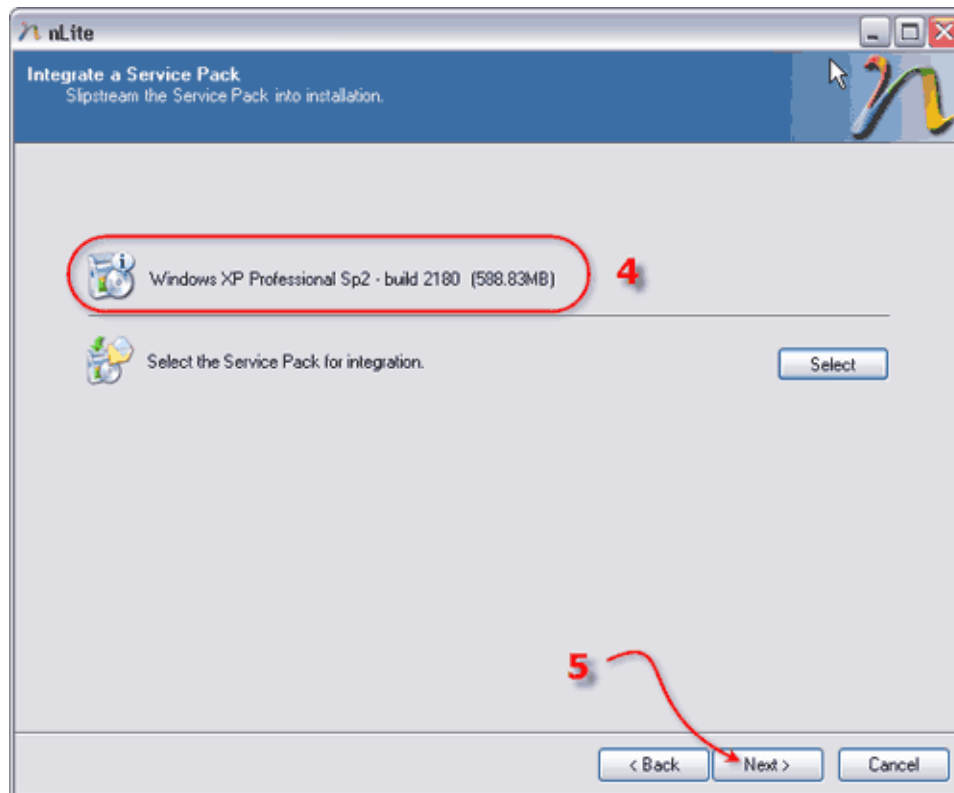 nLite
Integrate a Service Pack
Slipstream the Service Pack into installation.
Windows XP Professional Sp2 - build 2180 (588.83MB)
4
Select the Service Pack for integration.
Select
5
< Back
Next >
Cancel